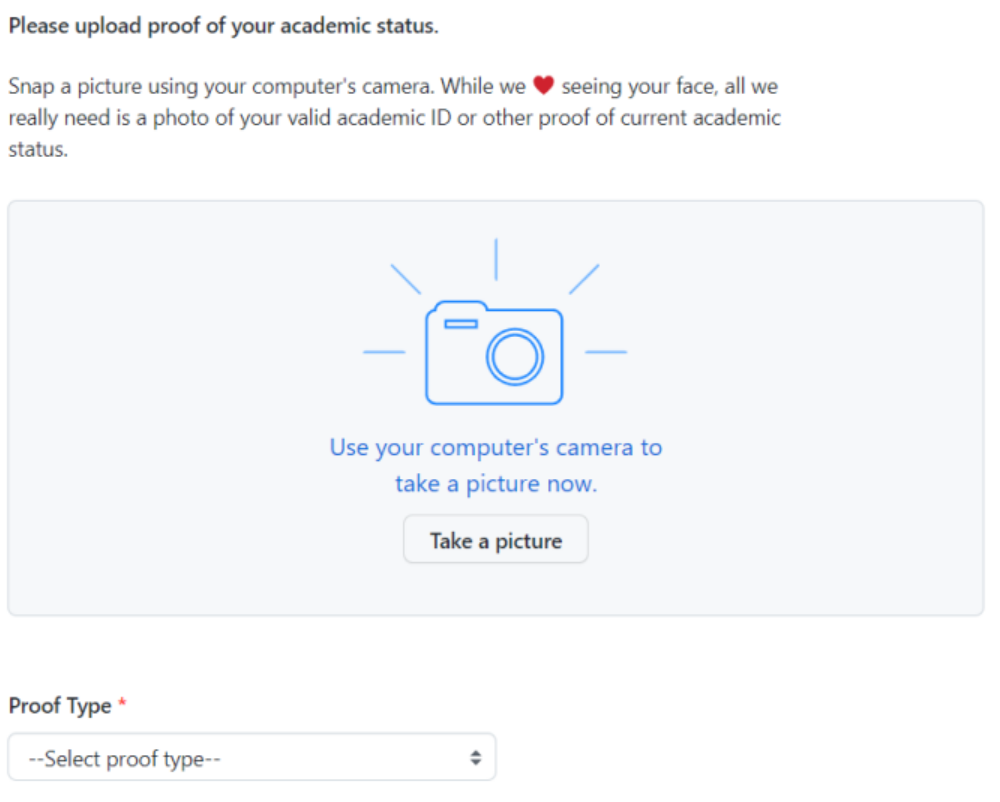 Please upload proof of your academic status.
Snap a picture using your computer's camera. While we ❤ seeing your face, all we
really need is a photo of your valid academic ID or other proof of current academic
status.
Use your computer's camera to
take a picture now.
Take a picture
Proof Type *
--Select proof type--